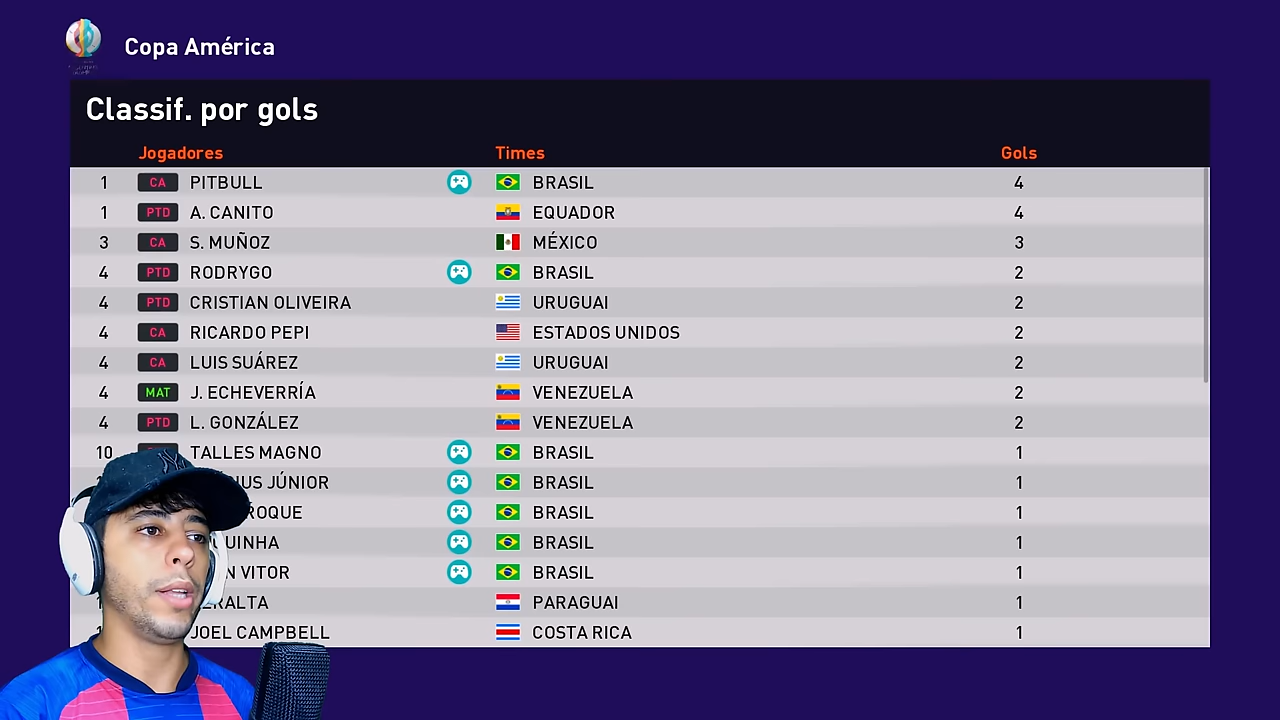 Copa América
Classif. por gols
Jogadores Times Gols
1 CA PITBULL BRASIL 4
1 PTD A. CANITO EQUADOR 4
3 CA S. MUÑOZ MÉXICO 3
4 PTD RODRYGO BRASIL 2
4 PTD CRISTIAN OLIVEIRA URUGUAI 2
4 CA RICARDO PEPI ESTADOS UNIDOS 2
4 CA LUIS SUÁREZ URUGUAI 2
4 MAT J. ECHEVERRÍA VENEZUELA 2
4 PTD L. GONZÁLEZ VENEZUELA 2
10 TALLES MAGNO BRASIL 1
JÚNIOR BRASIL 1
ROQUE BRASIL 1
BRASIL 1
VITOR BRASIL 1
PARAGUAI 1
JOEL CAMPBELL COSTA RICA 1